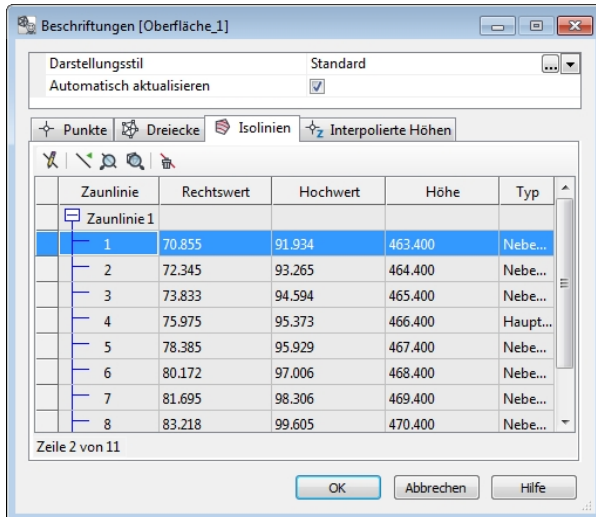 Beschriftungen [Oberfläche_1]
Darstellungsstil Standard ...
Automatisch aktualisieren
Punkte Dreiecke Isolinien Interpolierte Höhen
Zaunlinie Rechtswert Hochwert Höhe Typ
Zaunlinie 1
1 70.855 91.934 463.400 Nebe...
2 72.345 93.265 464.400 Nebe...
3 73.833 94.594 465.400 Nebe...
4 75.975 95.373 466.400 Haupt...
5 78.385 95.929 467.400 Nebe...
6 80.172 97.006 468.400 Nebe...
7 81.695 98.306 469.400 Nebe...
8 83.218 99.605 470.400 Nebe...
Zeile 2 von 11
OK Abbrechen Hilfe